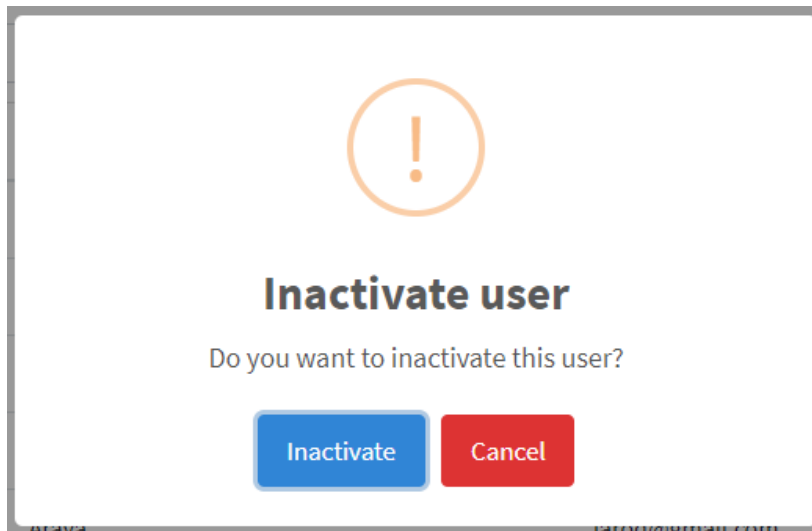 !
Inactivate user
Do you want to inactivate this user?
Inactivate Cancel